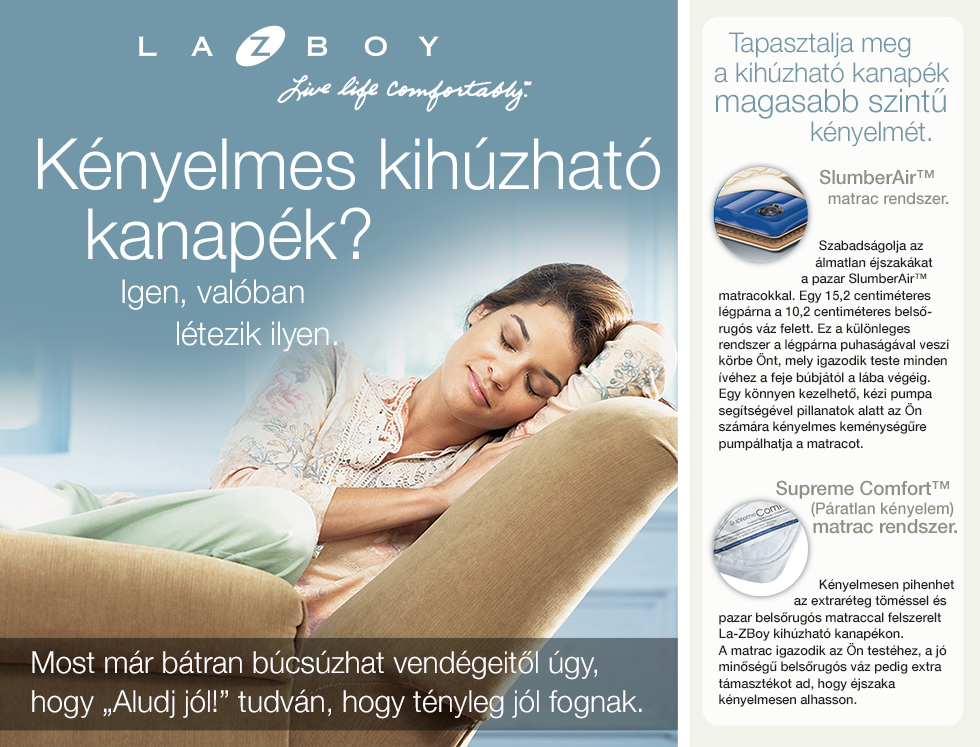 LAZBOY
Live life comfortably.™
Kényelmes kihúzható
kanapék?
Igen, valóban
létezik ilyen.
Most már bátran búcsúzhat vendégeitől úgy,
hogy „Aludj jól!” tudván, hogy tényleg jól fognak.
Tapasztalja meg
a kihúzható kanapék
magasabb szintű
kényelmét.
SlumberAir™
matrac rendszer.
Szabadságolja az
álmatlan éjszakákat
a pazar SlumberAir™
matracokkal. Egy 15,2 centiméteres
légpárna a 10,2 centiméteres belső-
rugós váz felett. Ez a különleges
rendszer a légpárna puhaságával veszi
körbe Önt, mely igazodik teste minden
ívéhez a feje búbjától a lába végéig.
Egy könnyen kezelhető, kézi pumpa
segítségével pillanatok alatt az Ön
számára kényelmes keménységűre
pumpálhatja a matracot.
Supreme Comfort™
(Páratlan kényelem)
matrac rendszer.
SupremeComf
Kényelmesen pihenhet
az extraréteg töméssel és
pazar belsőrugós matraccal felszerelt
La-ZBoy kihúzható kanapékon.
A matrac igazodik az Ön testéhez, a jó
minőségű belsőrugós váz pedig extra
támasztékot ad, hogy éjszaka
kényelmesen alhasson.